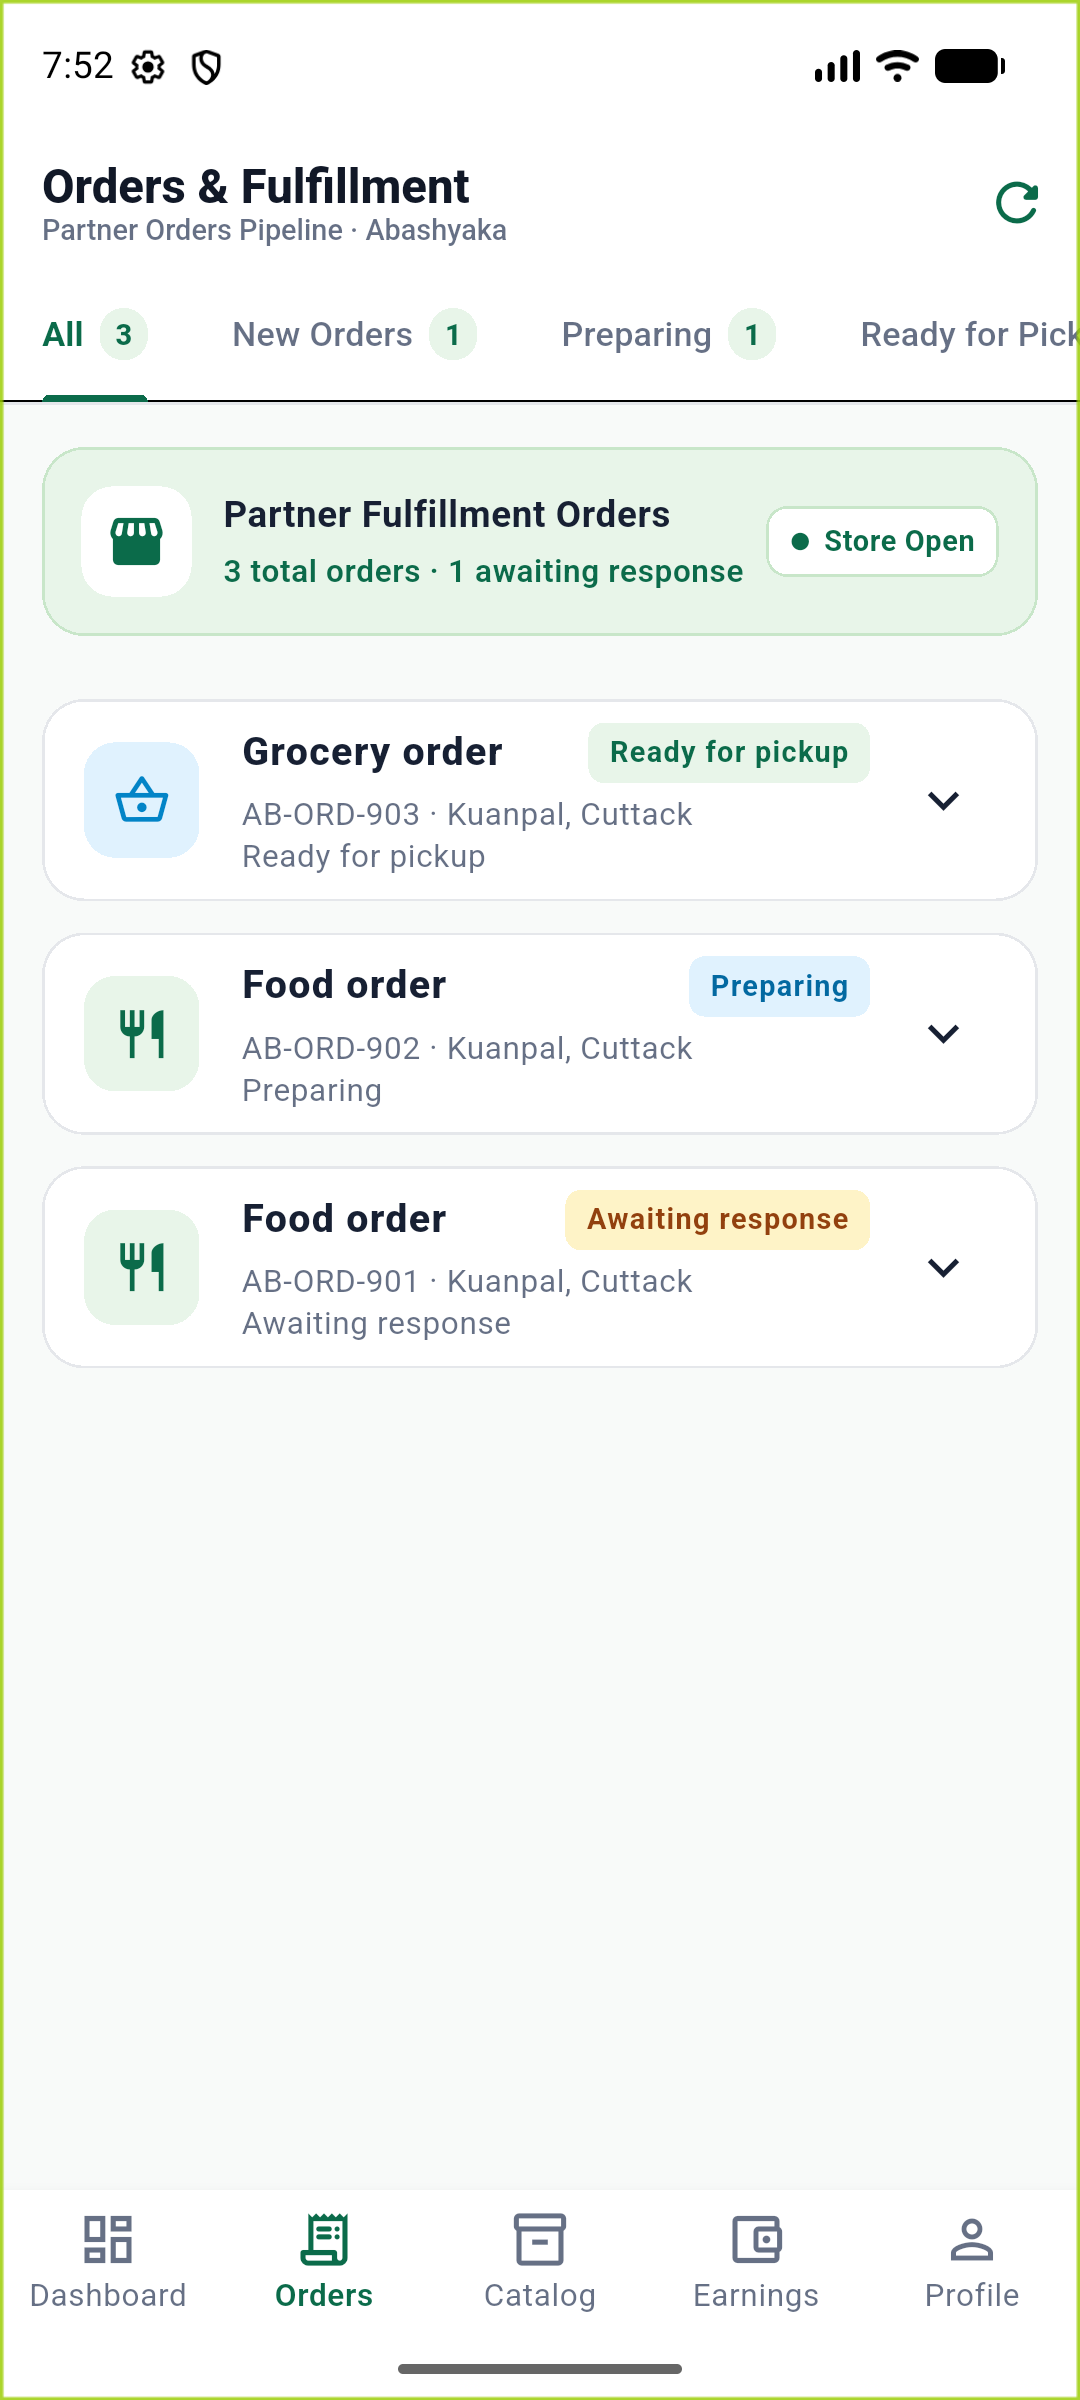 7:52
Orders & Fulfillment
Partner Orders Pipeline · Abashyaka
All 3 New Orders 1 Preparing 1 Ready for Pick
Partner Fulfillment Orders
3 total orders · 1 awaiting response
Store Open
Grocery order
Ready for pickup
AB-ORD-903 · Kuanpal, Cuttack
Ready for pickup
Food order
Preparing
AB-ORD-902 · Kuanpal, Cuttack
Preparing
Food order
Awaiting response
AB-ORD-901 · Kuanpal, Cuttack
Awaiting response
Dashboard Orders Catalog Earnings Profile